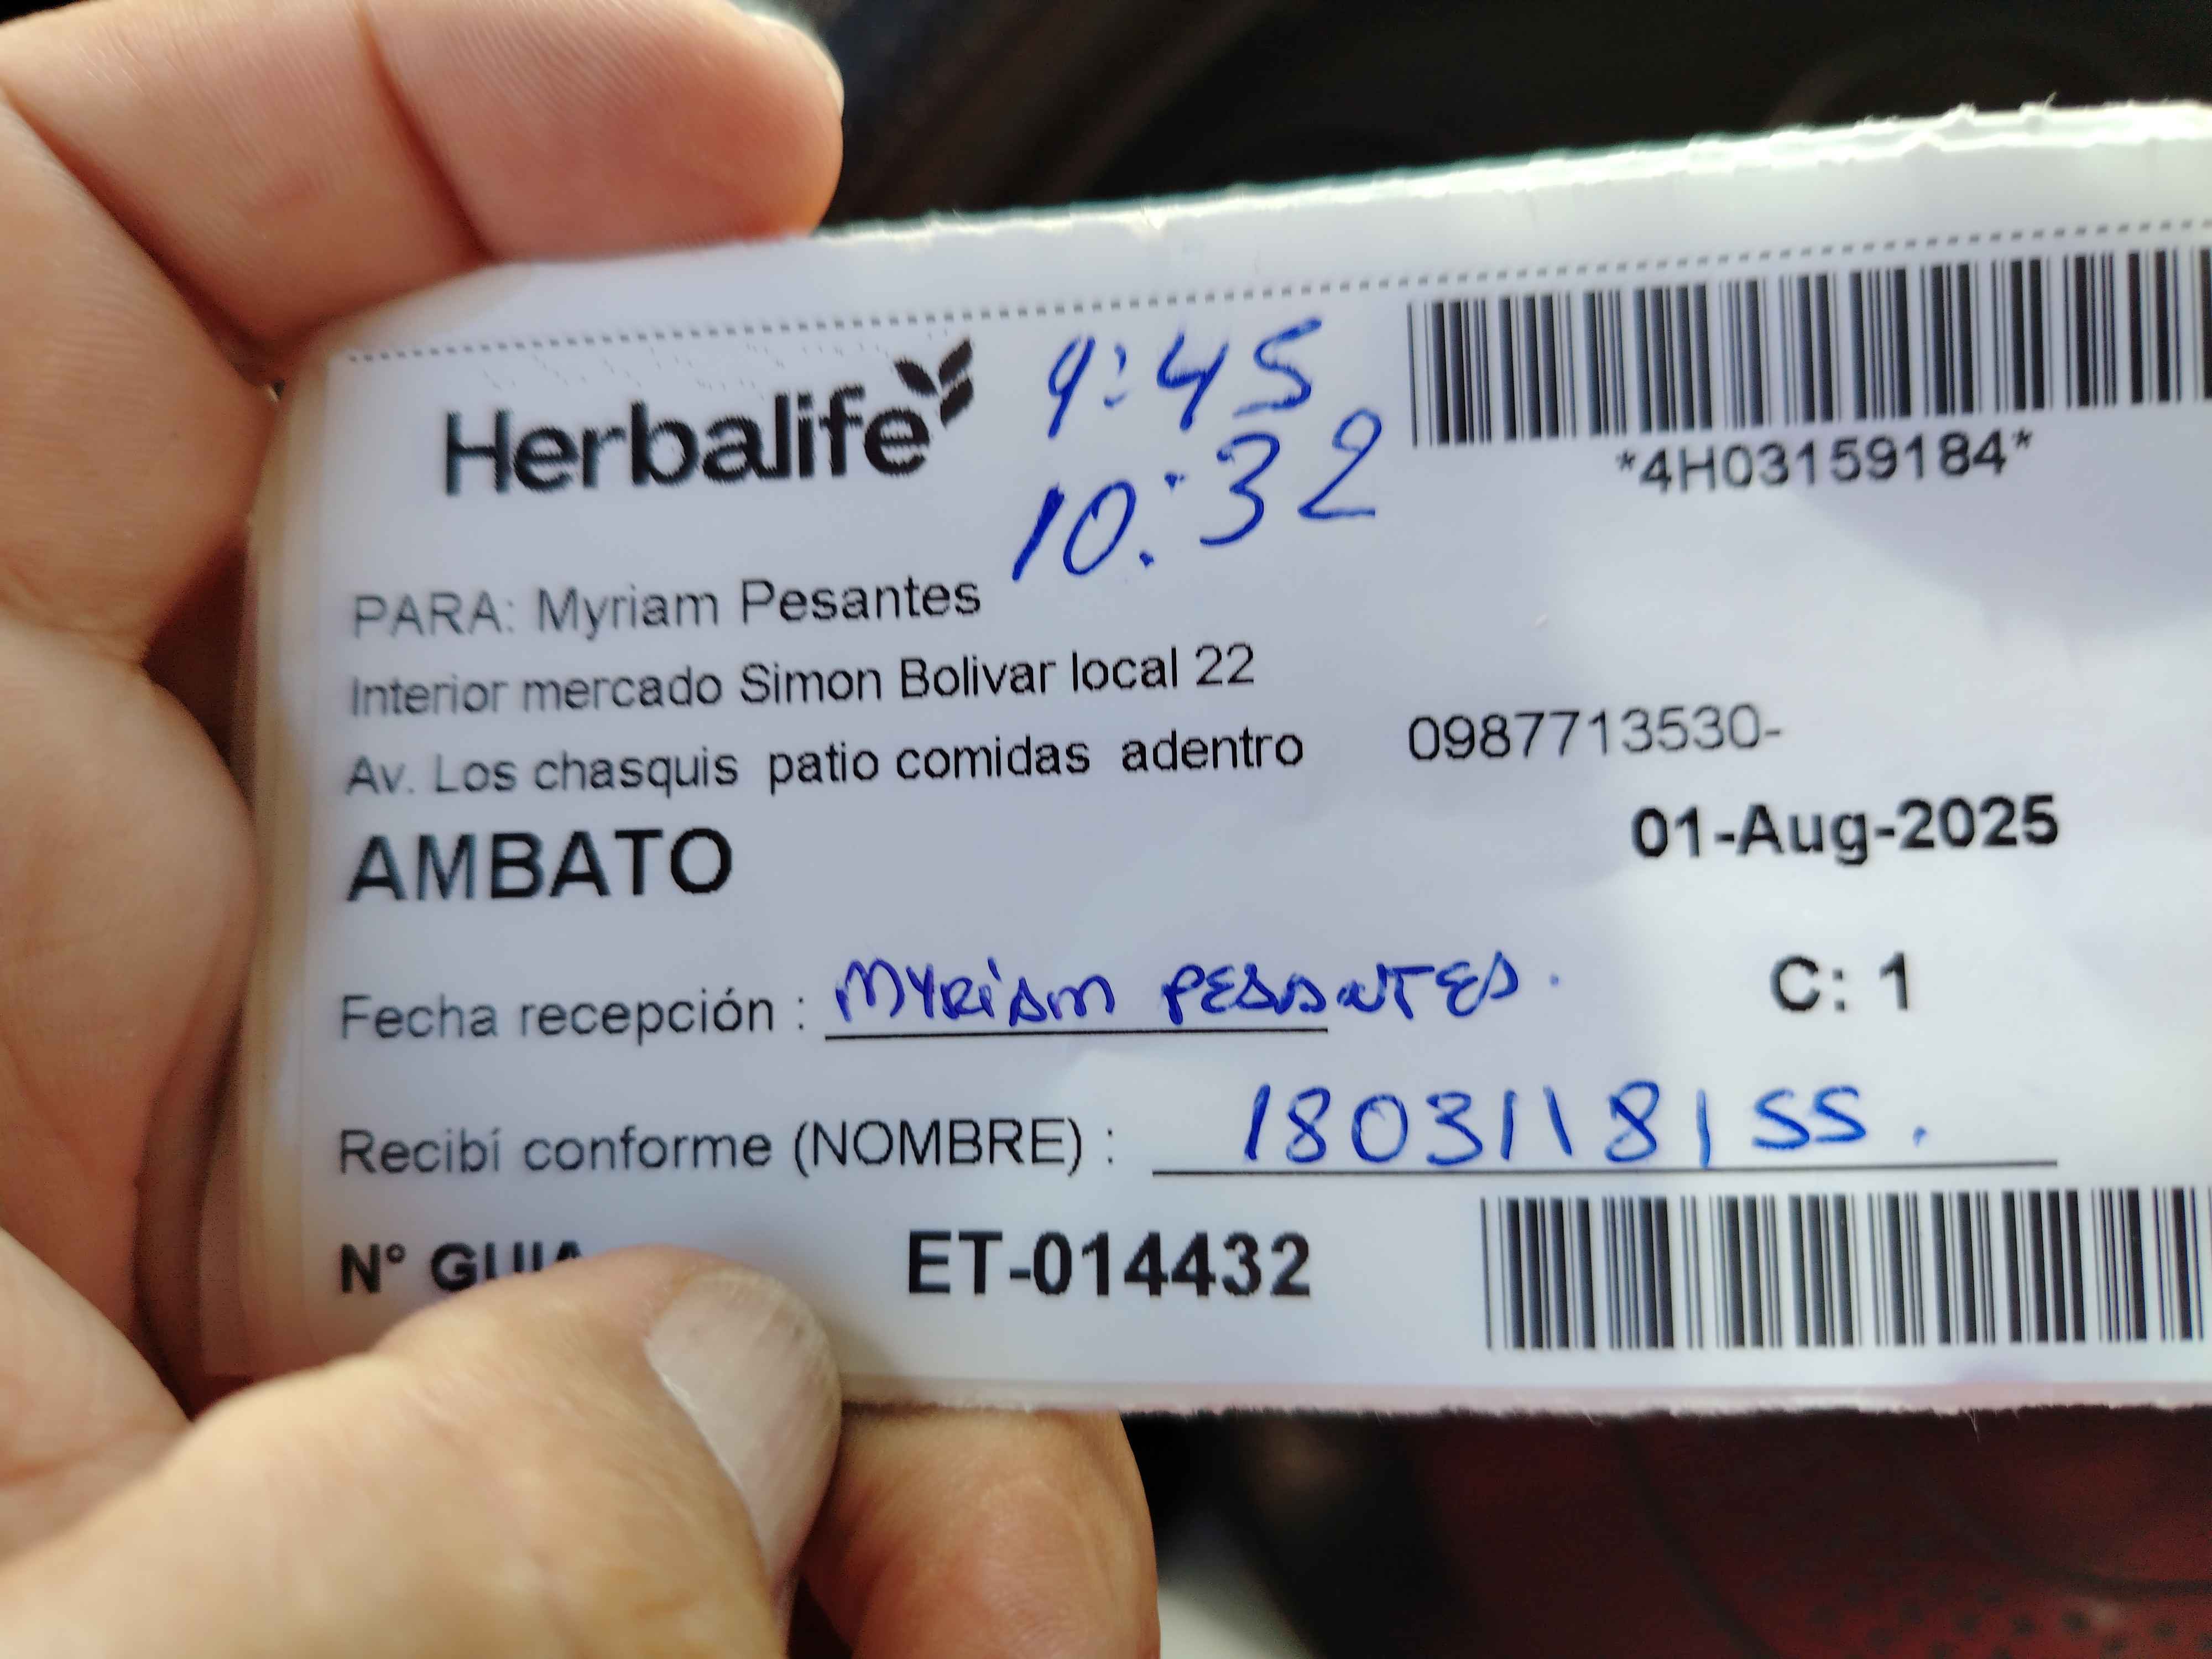 Herbalife
9:45
10:32
*4H03159184*
PARA: Myriam Pesantes
Interior mercado Simon Bolivar local 22
Av. Los chasquis patio comidas adentro 0987713530-
AMBATO 01-Aug-2025
Fecha recepción : MYRiAM PESANTES. C: 1
Recibí conforme (NOMBRE) : 1803118155.
N° GUIA ET-014432